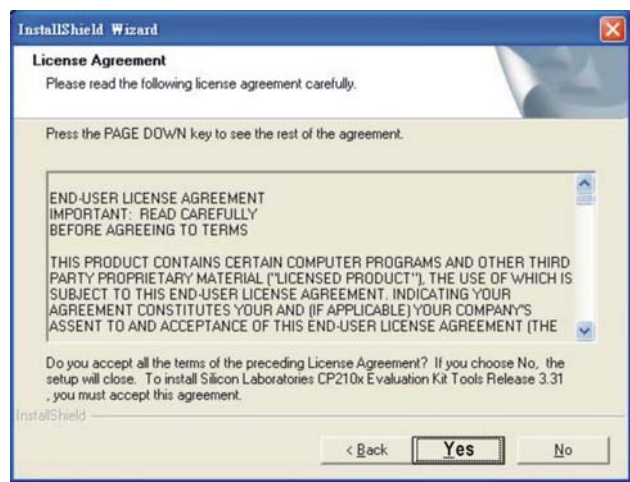 InstallShield Wizard
License Agreement
Please read the following license agreement carefully.
Press the PAGE DOWN key to see the rest of the agreement.
END-USER LICENSE AGREEMENT
IMPORTANT: READ CAREFULLY
BEFORE AGREEING TO TERMS
THIS PRODUCT CONTAINS CERTAIN COMPUTER PROGRAMS AND OTHER THIRD
PARTY PROPRIETARY MATERIAL ("LICENSED PRODUCT"), THE USE OF WHICH IS
SUBJECT TO THIS END-USER LICENSE AGREEMENT. INDICATING YOUR
AGREEMENT CONSTITUTES YOUR AND (IF APPLICABLE) YOUR COMPANY'S
ASSENT TO AND ACCEPTANCE OF THIS END-USER LICENSE AGREEMENT (THE
Do you accept all the terms of the preceding License Agreement? If you choose No, the
setup will close. To install Silicon Laboratories CP210x Evaluation Kit Tools Release 3.31
, you must accept this agreement.
InstallShield
< Back Yes No